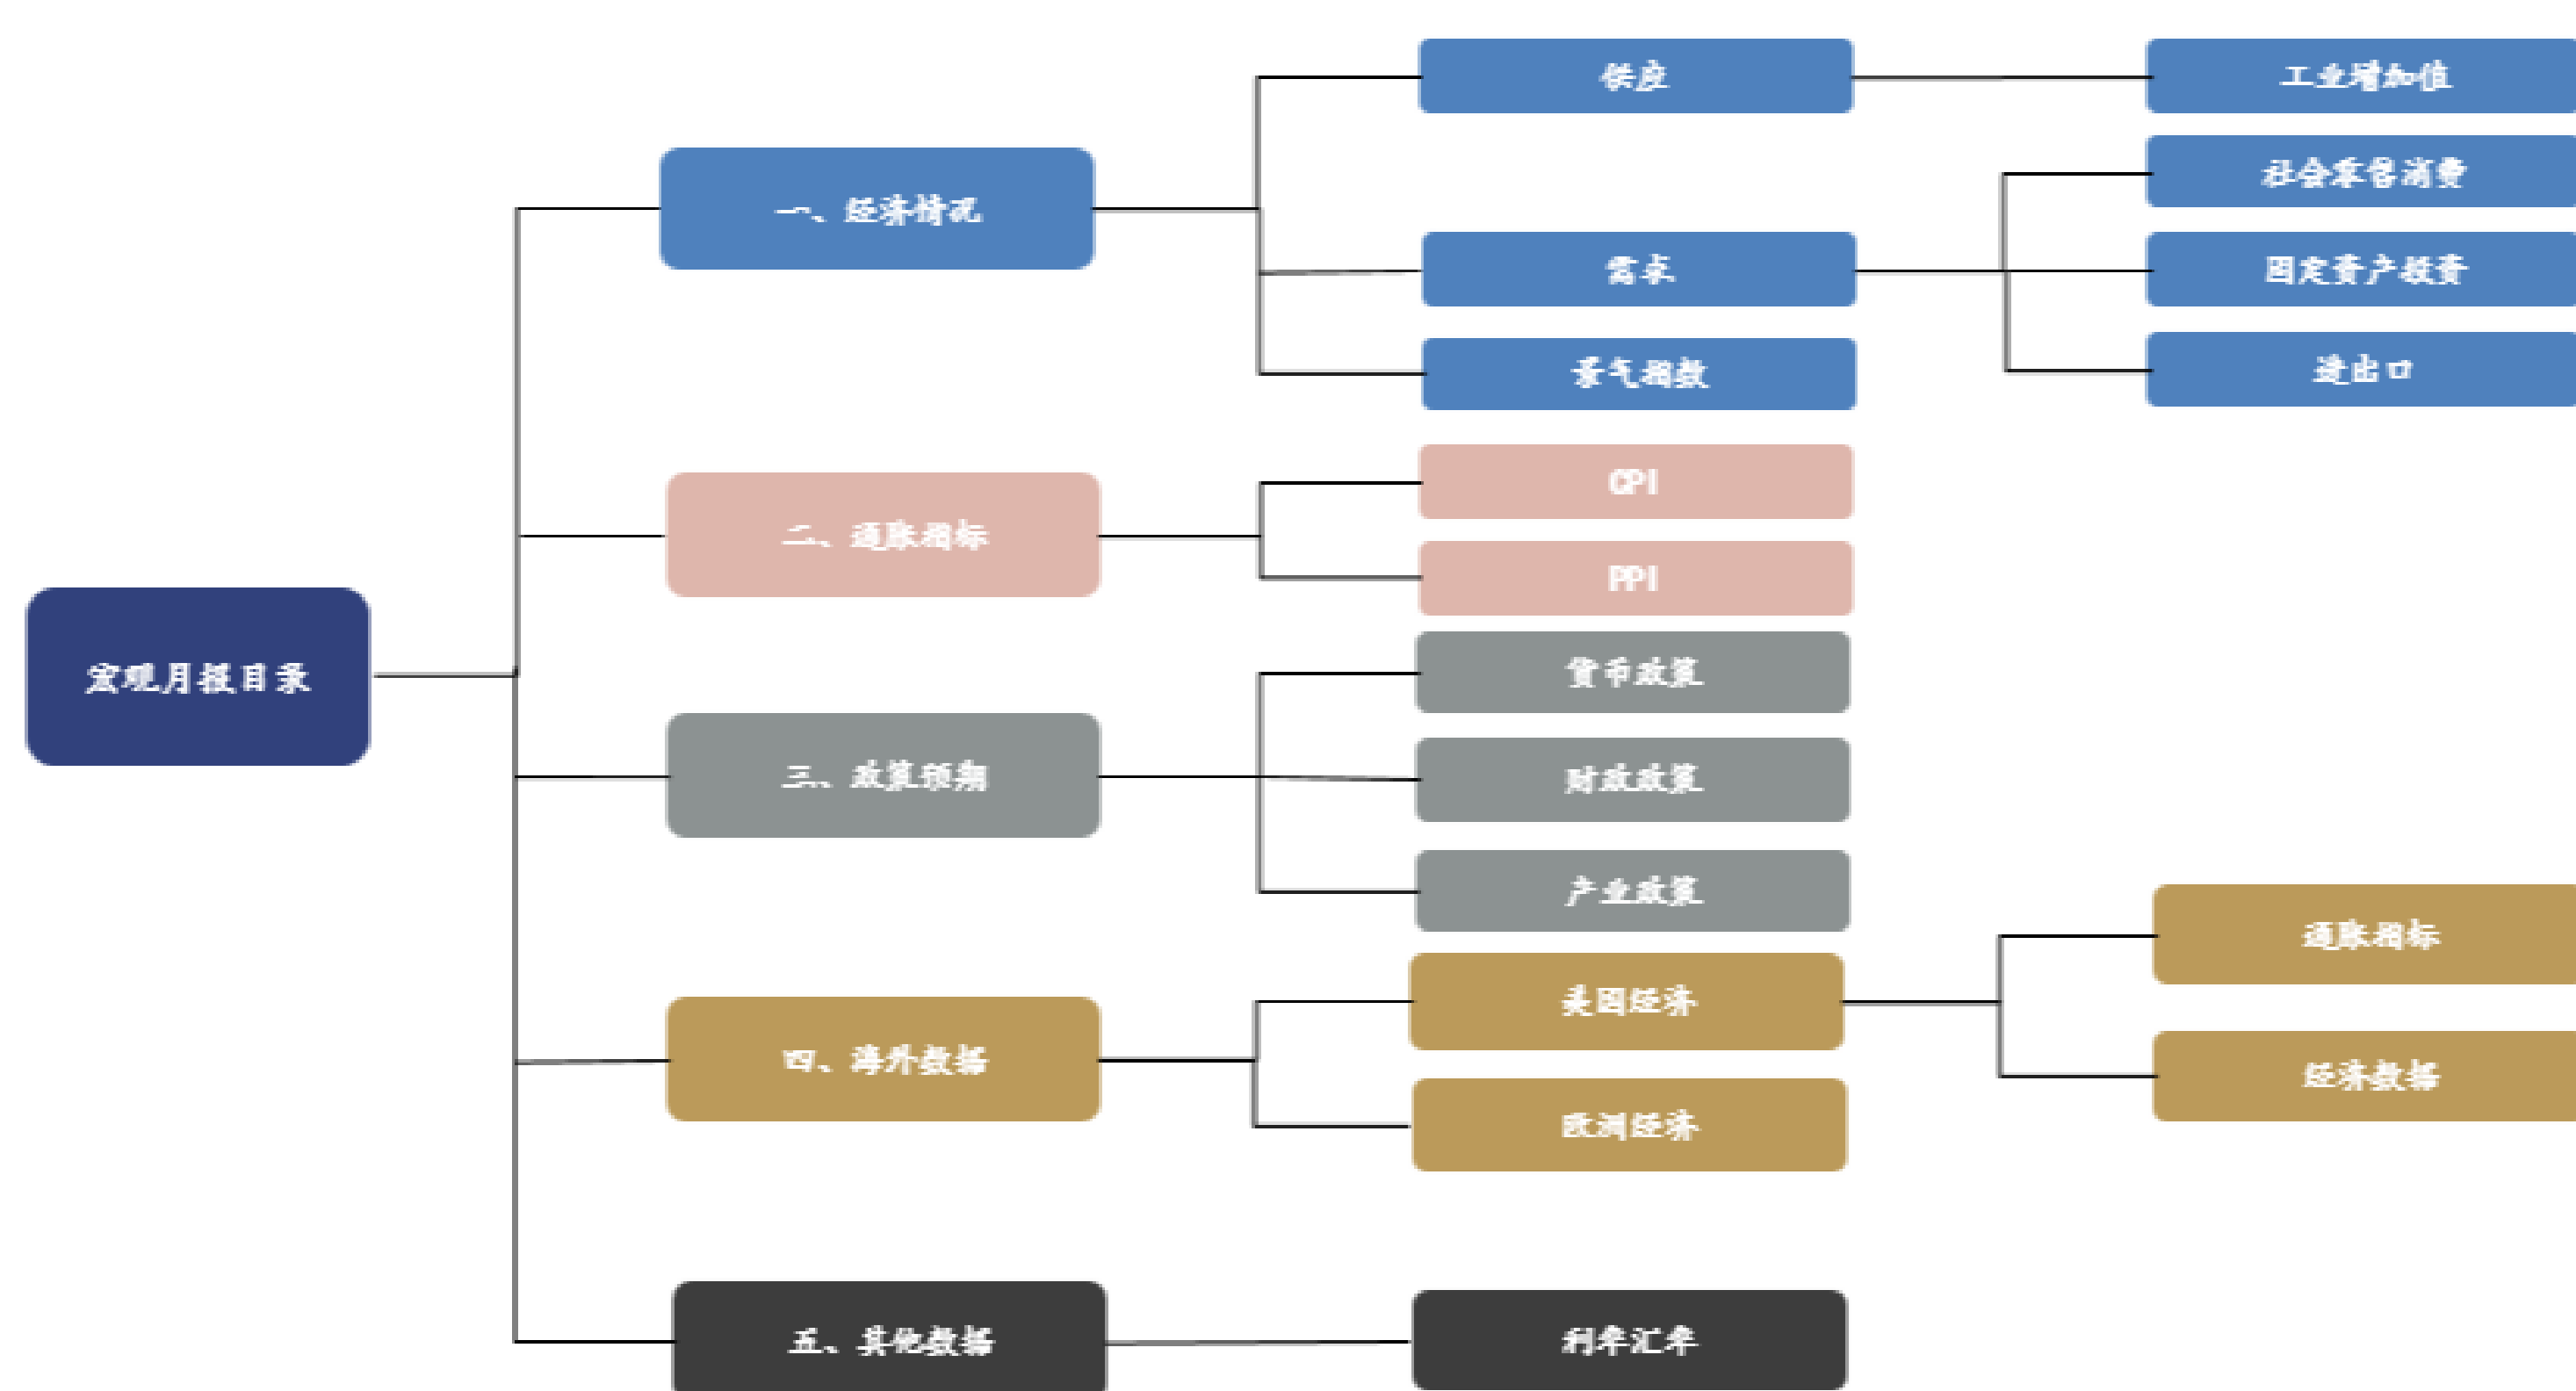 宏观月报目录
一、经济情况
供应
工业增加值
需求
社会零售消费
固定资产投资
进出口
景气指数
二、通胀指标
CPI
PPI
三、政策预期
货币政策
财政政策
产业政策
四、海外数据
美国经济
通胀指标
经济数据
欧洲经济
五、其他数据
利率汇率